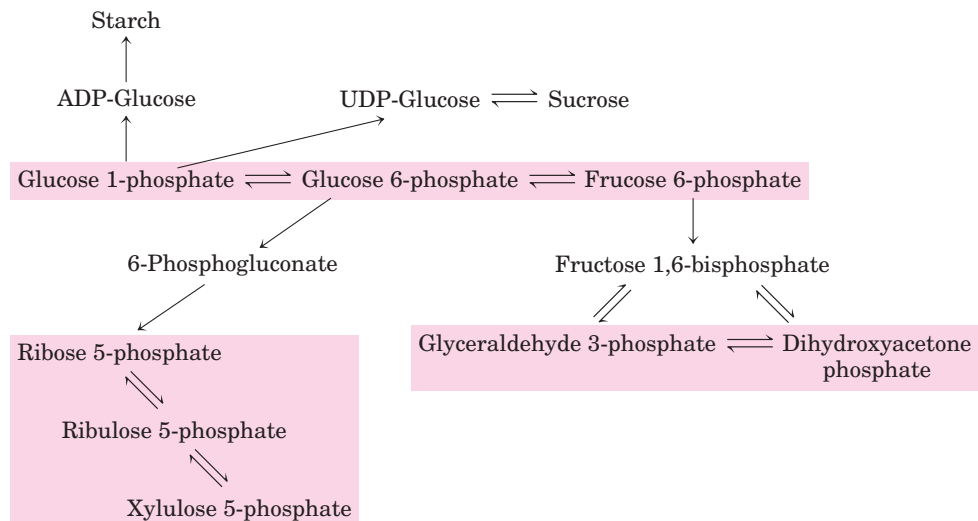 Starch
ADP-Glucose
UDP-Glucose
Sucrose
Glucose 1-phosphate
Glucose 6-phosphate
Frucose 6-phosphate
6-Phosphogluconate
Fructose 1,6-bisphosphate
Glyceraldehyde 3-phosphate
Dihydroxyacetone
phosphate
Ribose 5-phosphate
Ribulose 5-phosphate
Xylulose 5-phosphate